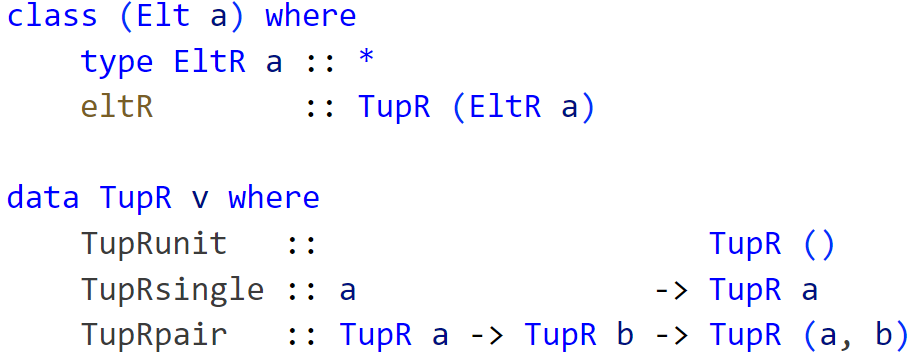 class (Elt a) where
    type EltR a :: *
    eltR        :: TupR (EltR a)

data TupR v where
    TupRunit   ::                     TupR ()
    TupRsingle :: a                -> TupR a
    TupRpair   :: TupR a -> TupR b -> TupR (a, b)